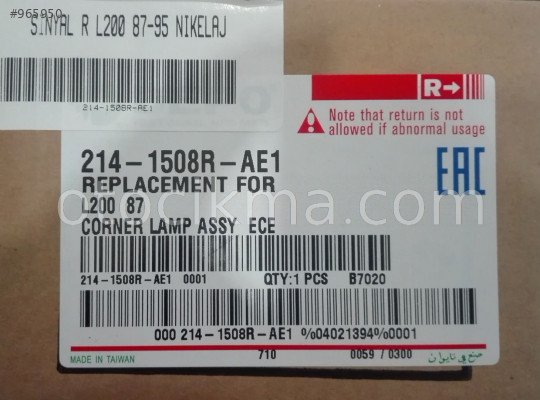 #965950
SİNYAL R L200 87-95 NIKELAJ
214-1508R-AE1
R→
Note that return is not
allowed if abnormal usage
214-1508R-AE1
REPLACEMENT FOR
L200 87
CORNER LAMP ASSY ECE
EAC
otocikma.com
214-1508R-AE1 0001 QTY:1 PCS B7020
000 214-1508R-AE1 %04021394%0001
MADE IN TAIWAN 710 0059 / 0300 صنع في تايوان